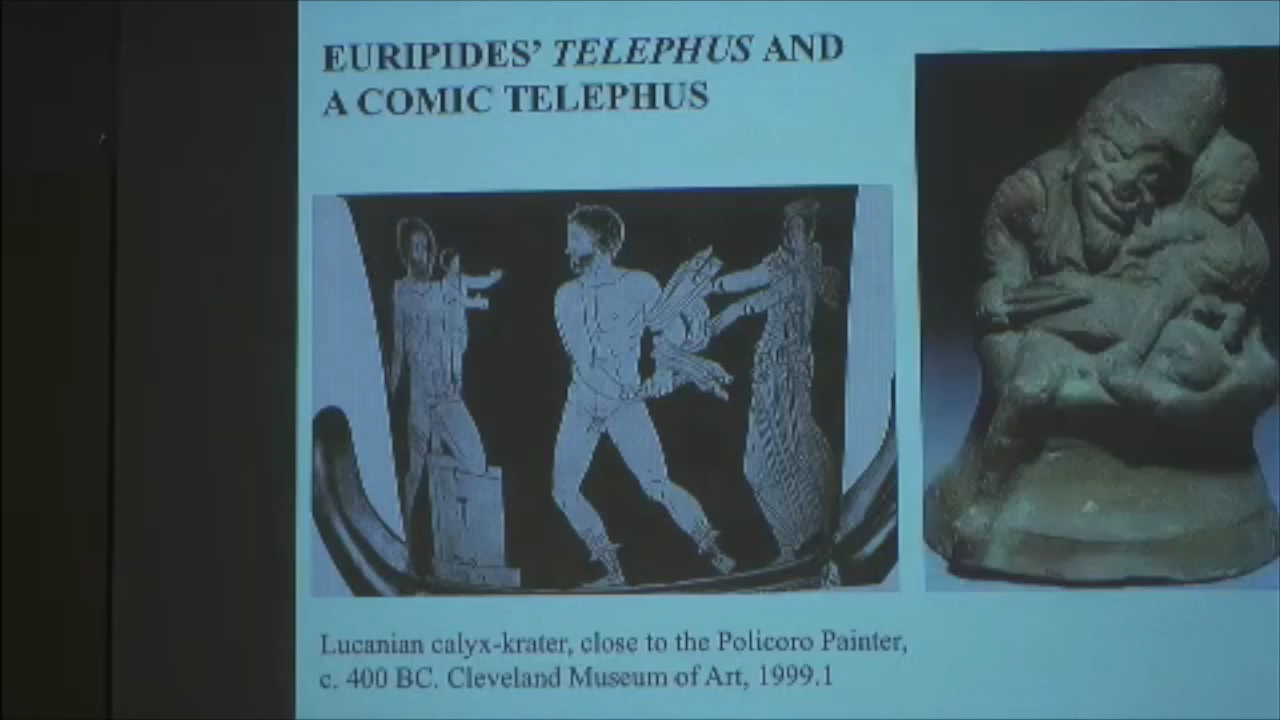 EURIPIDES’ TELEPHUS AND
A COMIC TELEPHUS
Lucanian calyx-krater, close to the Policoro Painter,
c. 400 BC. Cleveland Museum of Art, 1999.1